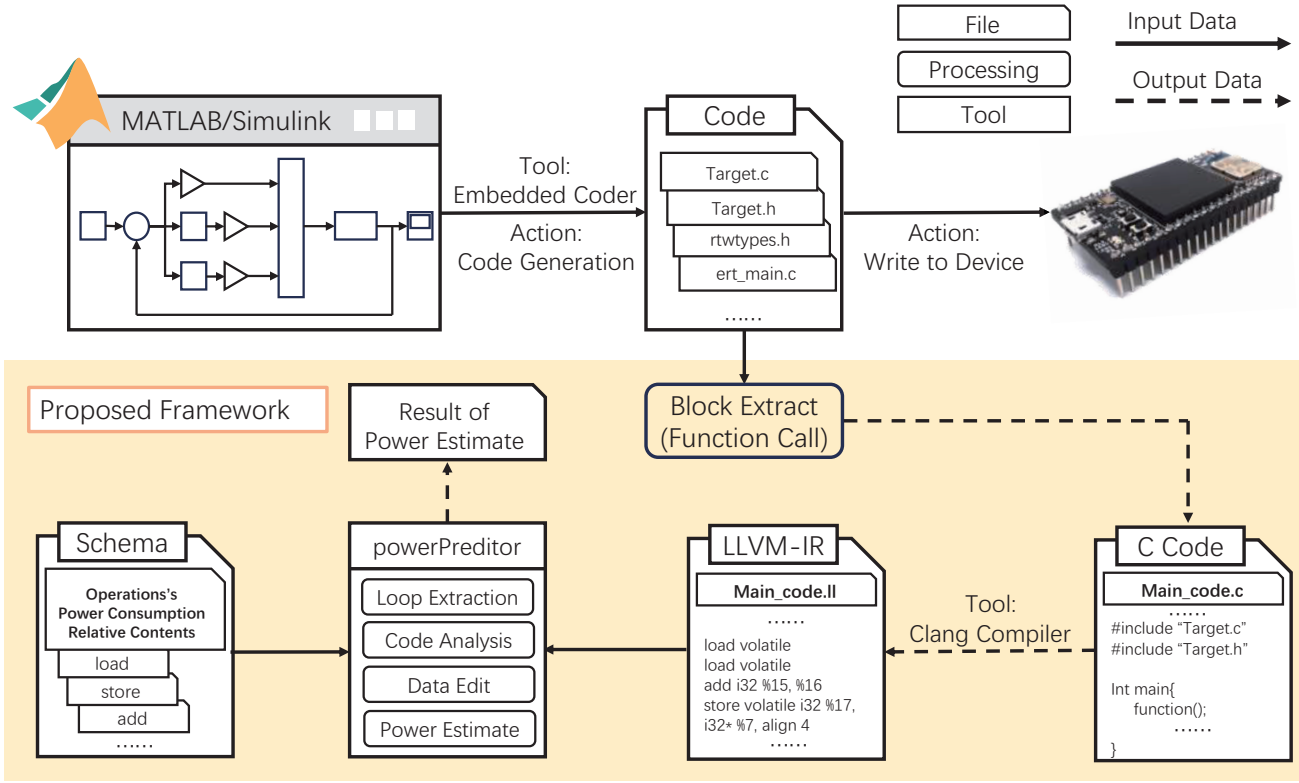 File
Input Data
Processing
Output Data
Tool
MATLAB/Simulink
Tool:
Embedded Coder
Action:
Code Generation
Code
Target.c
Target.h
rtwtypes.h
ert_main.c
......
Action:
Write to Device
Proposed Framework
Result of
Power Estimate
Block Extract
(Function Call)
Schema
Operations's
Power Consumption
Relative Contents
load
store
add
......
powerPreditor
Loop Extraction
Code Analysis
Data Edit
Power Estimate
LLVM-IR
Main_code.ll
......
load volatile
load volatile
add i32 %15, %16
store volatile i32 %17,
i32* %7, align 4
......
Tool:
Clang Compiler
C Code
Main_code.c
......
#include “Target.c”
#include “Target.h”
Int main{
function();
......
}